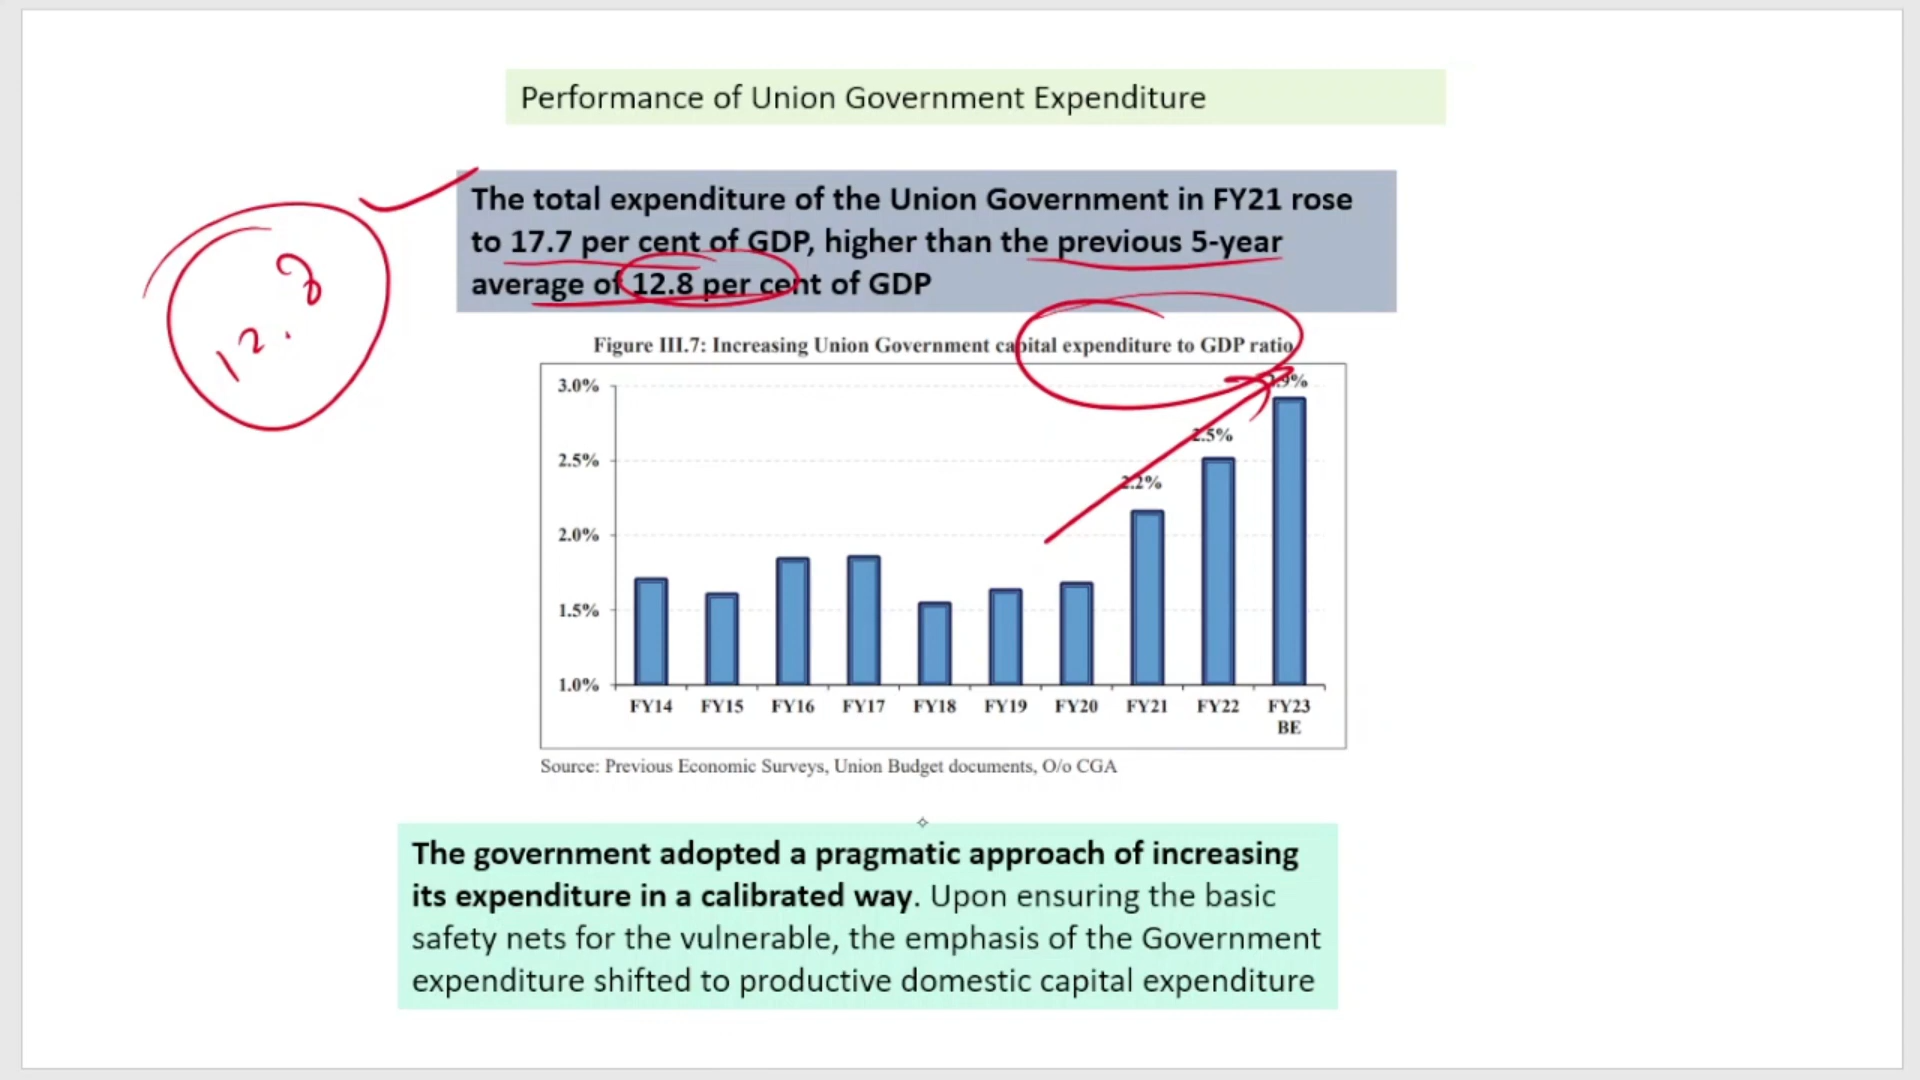 Performance of Union Government Expenditure
The total expenditure of the Union Government in FY21 rose
to 17.7 per cent of GDP, higher than the previous 5-year
average of 12.8 per cent of GDP
12.8
Figure III.7: Increasing Union Government capital expenditure to GDP ratio
3.0%
2.5%
2.0%
1.5%
1.0%
2.2%
2.5%
2.9%
FY14 FY15 FY16 FY17 FY18 FY19 FY20 FY21 FY22 FY23
BE
Source: Previous Economic Surveys, Union Budget documents, O/o CGA
The government adopted a pragmatic approach of increasing
its expenditure in a calibrated way. Upon ensuring the basic
safety nets for the vulnerable, the emphasis of the Government
expenditure shifted to productive domestic capital expenditure